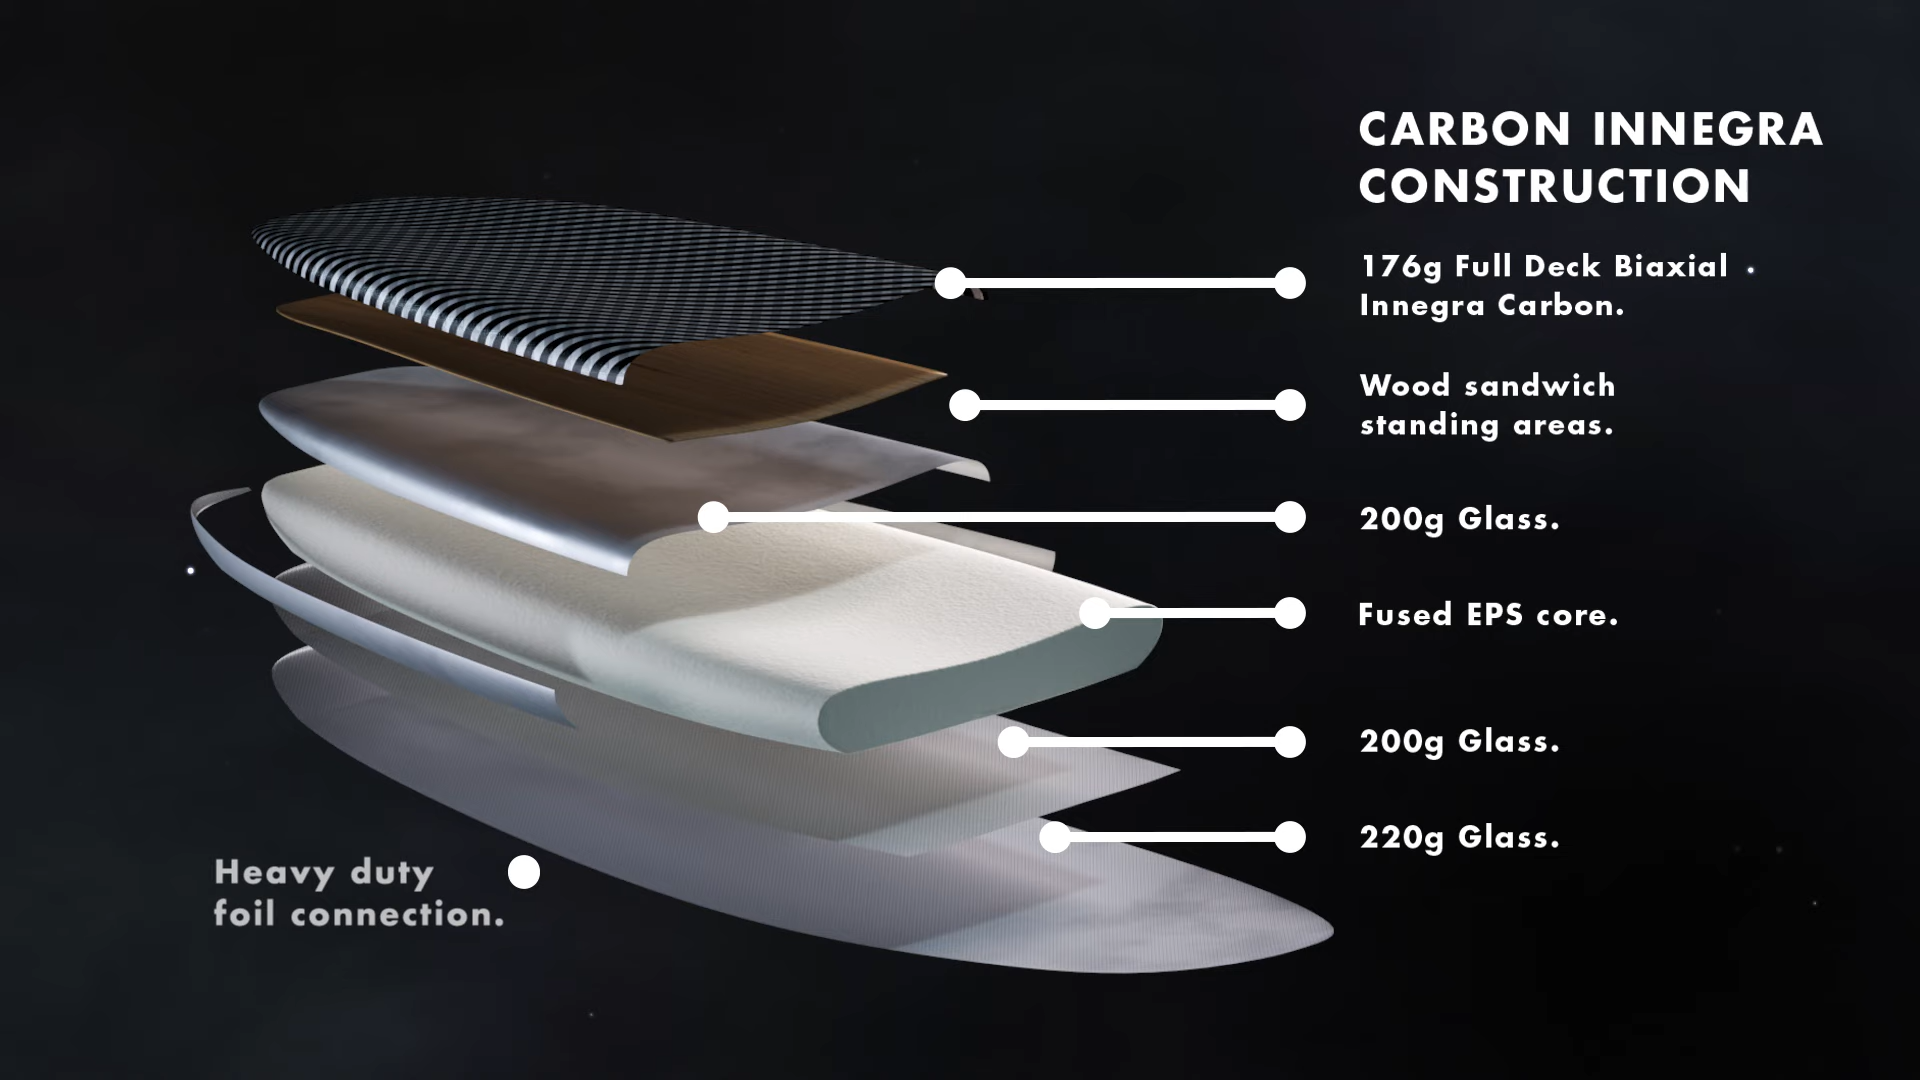 CARBON INNEGRA
CONSTRUCTION
176g Full Deck Biaxial
Innegra Carbon.
Wood sandwich
standing areas.
200g Glass.
Fused EPS core.
200g Glass.
220g Glass.
Heavy duty
foil connection.